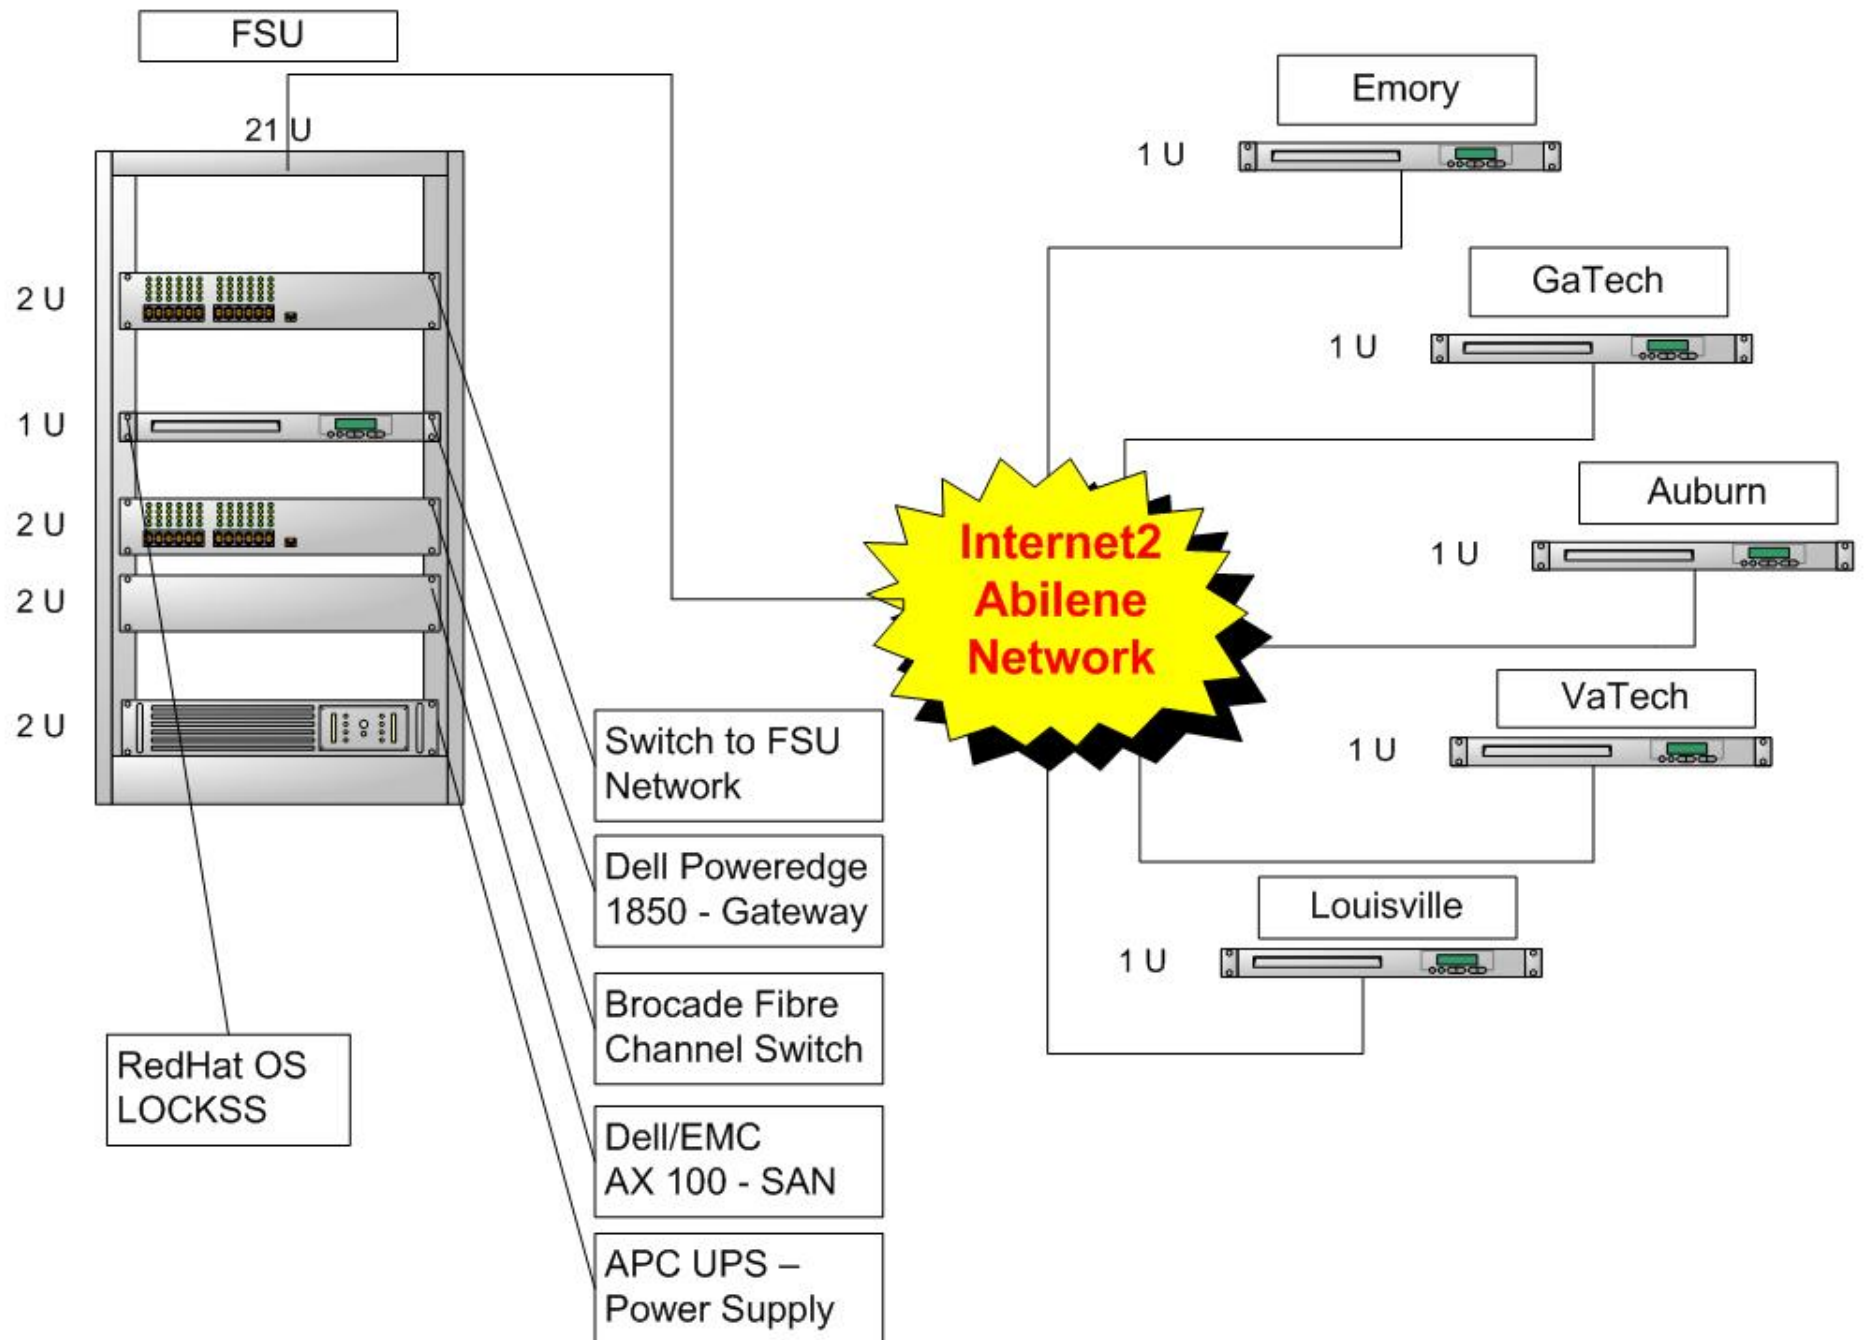 FSU
21 U
2 U
1 U
2 U
2 U
2 U
Switch to FSU
Network
Dell Poweredge
1850 - Gateway
Brocade Fibre
Channel Switch
Dell/EMC
AX 100 - SAN
APC UPS –
Power Supply
RedHat OS
LOCKSS
Internet2
Abilene
Network
Emory
1 U
GaTech
1 U
Auburn
1 U
VaTech
1 U
Louisville
1 U